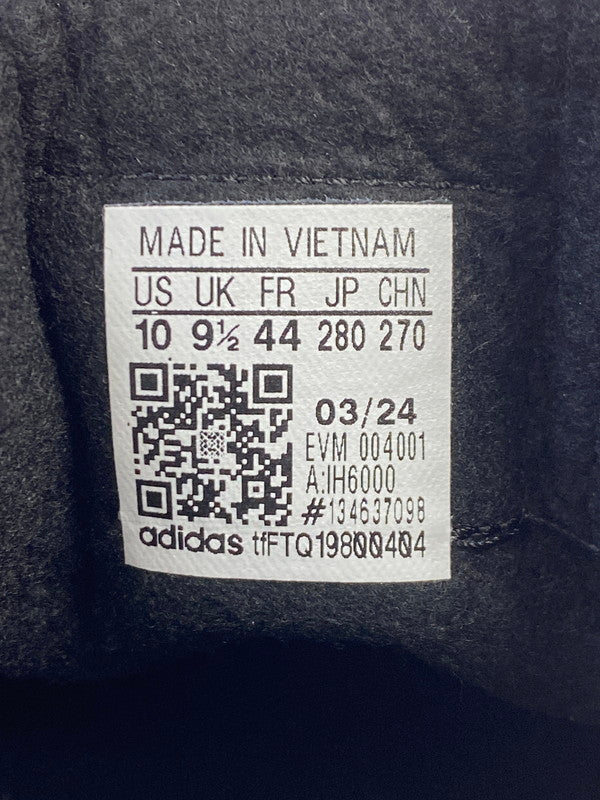 MADE IN VIETNAM
US UK FR JP CHN
10 9½ 44 280 270
03/24
EVM 004001
A:IH6000
#134637098
adidas tfFTQ19800404